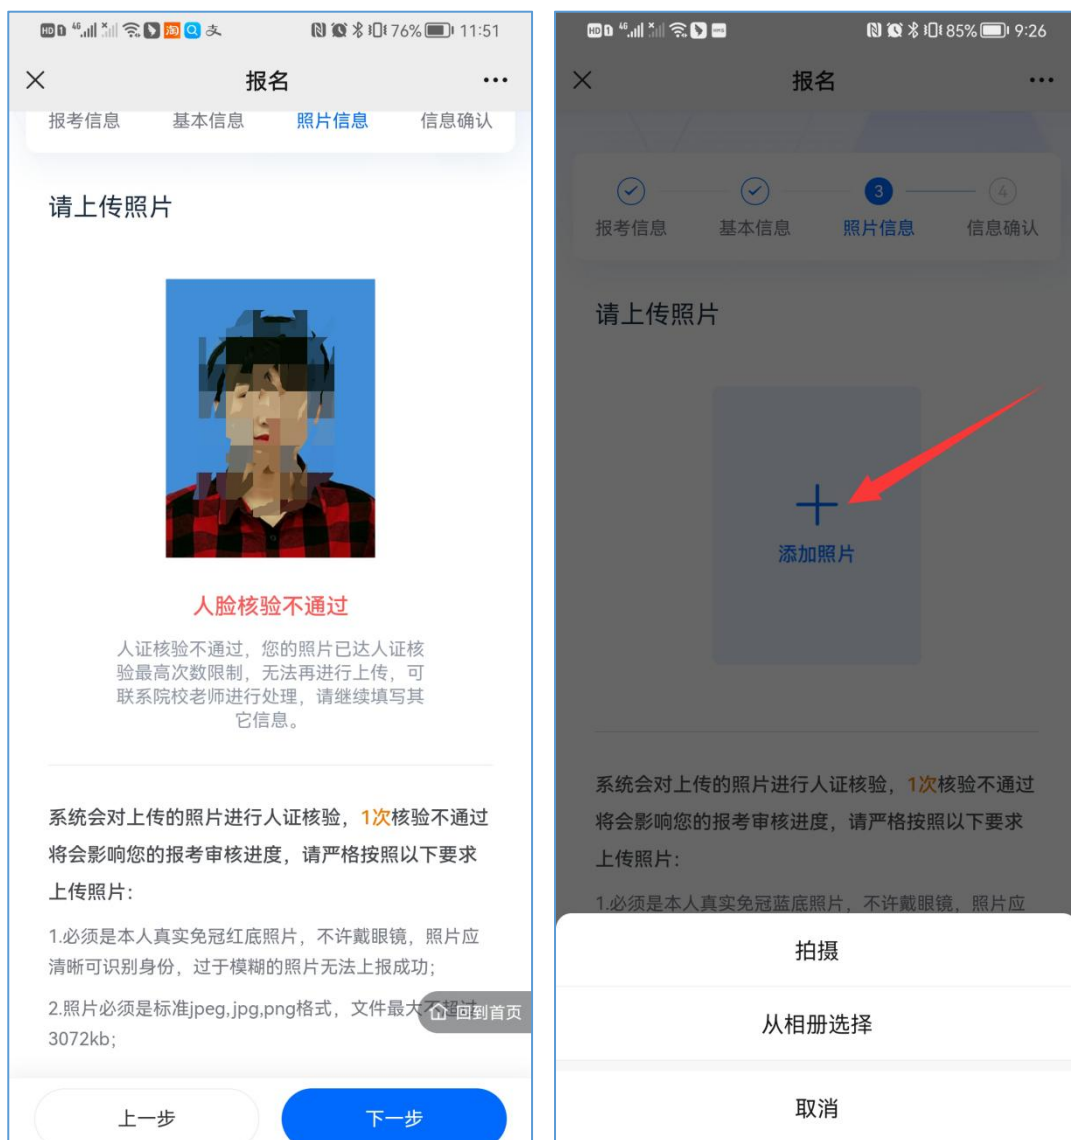 HD 1 4G 淘 支 76% 11:51
报名
报考信息 基本信息 照片信息 信息确认
请上传照片
人脸核验不通过
人证核验不通过，您的照片已达人证核
验最高次数限制，无法再进行上传，可
联系院校老师进行处理，请继续填写其
它信息。
系统会对上传的照片进行人证核验，1次核验不通过
将会影响您的报考审核进度，请严格按照以下要求
上传照片：
1.必须是本人真实免冠红底照片，不许戴眼镜，照片应
清晰可识别身份，过于模糊的照片无法上报成功；
2.照片必须是标准jpeg,jpg,png格式，文件最大不超过
3072kb；
回到首页
上一步 下一步
HD 1 4G 85% 9:26
报名
3 4
报考信息 基本信息 照片信息 信息确认
请上传照片
添加照片
系统会对上传的照片进行人证核验，1次核验不通过
将会影响您的报考审核进度，请严格按照以下要求
上传照片：
1.必须是本人真实免冠蓝底照片，不许戴眼镜，照片应
拍摄
从相册选择
取消